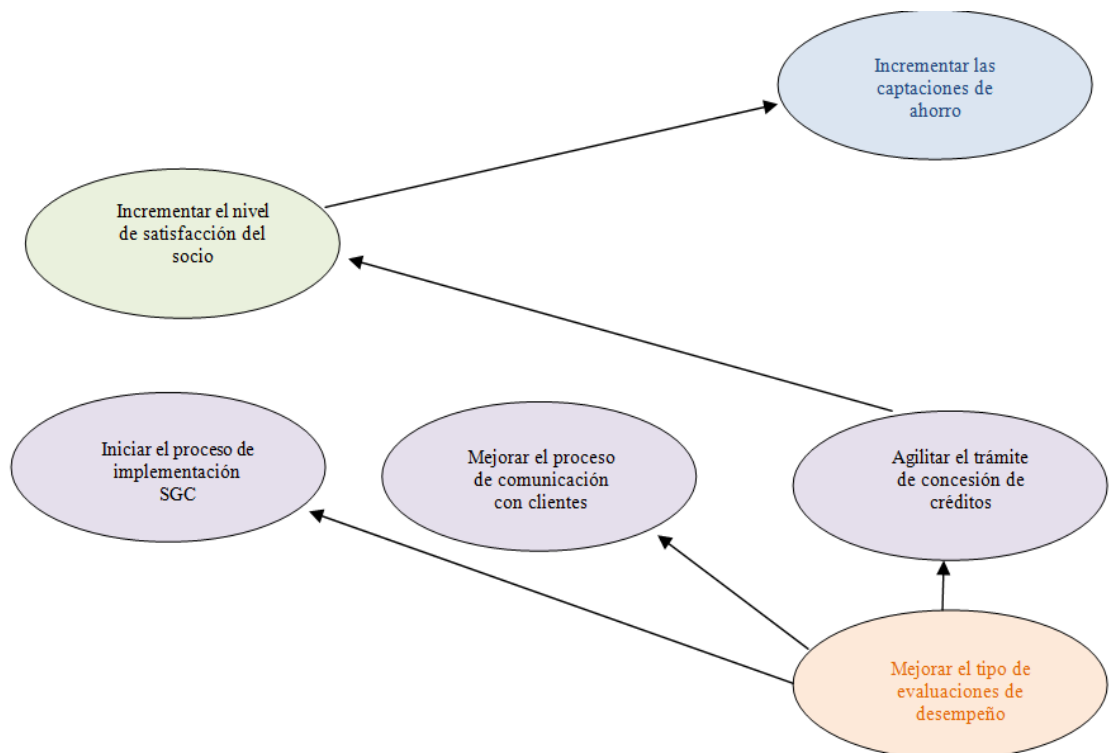 Incrementar las
captaciones de
ahorro
Incrementar el nivel
de satisfacción del
socio
Iniciar el proceso de
implementación
SGC
Mejorar el proceso
de comunicación
con clientes
Agilitar el trámite
de concesión de
créditos
Mejorar el tipo de
evaluaciones de
desempeño